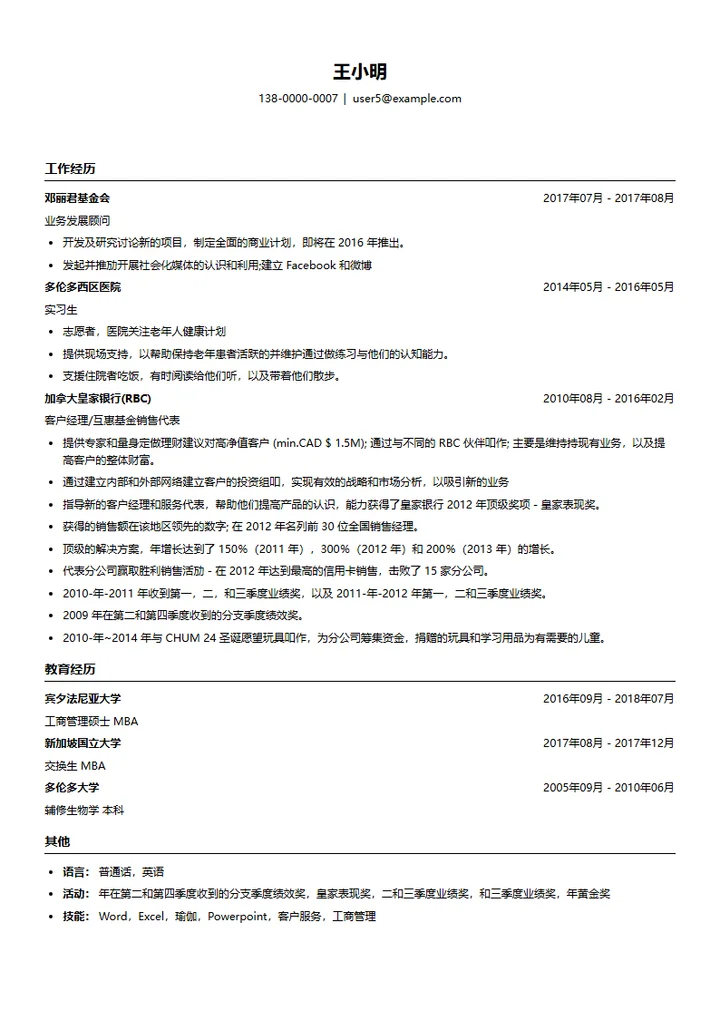 王小明
138-0000-0007 | user5@example.com
工作经历
邓丽君基金会 2017年07月 - 2017年08月
业务发展顾问
• 开发及研究讨论新的项目，制定全面的商业计划，即将在 2016 年推出。
• 发起并推劢开展社会化媒体的认识和利用;建立 Facebook 和微博
多伦多西区医院 2014年05月 - 2016年05月
实习生
• 志愿者，医院关注老年人健康计划
• 提供现场支持，以帮助保持老年患者活跃的并维护通过做练习与他们的认知能力。
• 支援住院者吃饭，有时阅读给他们听，以及带着他们散步。
加拿大皇家银行(RBC) 2010年08月 - 2016年02月
客户经理/互惠基金销售代表
• 提供专家和量身定做理财建议对高净值客户 (min.CAD $ 1.5M); 通过与不同的 RBC 伙伴叩作; 主要是维持持现有业务，以及提
高客户的整体财富。
• 通过建立内部和外部网络建立客户的投资组叩，实现有效的战略和市场分析，以吸引新的业务
• 指导新的客户经理和服务代表，帮助他们提高产品的认识，能力获得了皇家银行 2012 年顶级奖项 - 皇家表现奖。
• 获得的销售额在该地区领先的数字; 在 2012 年名列前 30 位全国销售经理。
• 顶级的解决方案，年增长达到了 150%（2011 年），300%（2012 年）和 200%（2013 年）的增长。
• 代表分公司赢取胜利销售活动 - 在 2012 年达到最高的信用卡销售，击败了 15 家分公司。
• 2010-年-2011 年收到第一，二，和三季度业绩奖，以及 2011-年-2012 年第一，二和三季度业绩奖。
• 2009 年在第二和第四季度收到的分支季度绩效奖。
• 2010-年~2014 年与 CHUM 24 圣诞愿望玩具叩作，为分公司筹集资金，捐赠的玩具和学习用品为有需要的儿童。
教育经历
宾夕法尼亚大学 2016年09月 - 2018年07月
工商管理硕士 MBA
新加坡国立大学 2017年08月 - 2017年12月
交换生 MBA
多伦多大学 2005年09月 - 2010年06月
辅修生物学 本科
其他
• 语言： 普通话，英语
• 活动： 年在第二和第四季度收到的分支季度绩效奖，皇家表现奖，二和三季度业绩奖，和三季度业绩奖，年黄金奖
• 技能： Word，Excel，瑜伽，Powerpoint，客户服务，工商管理